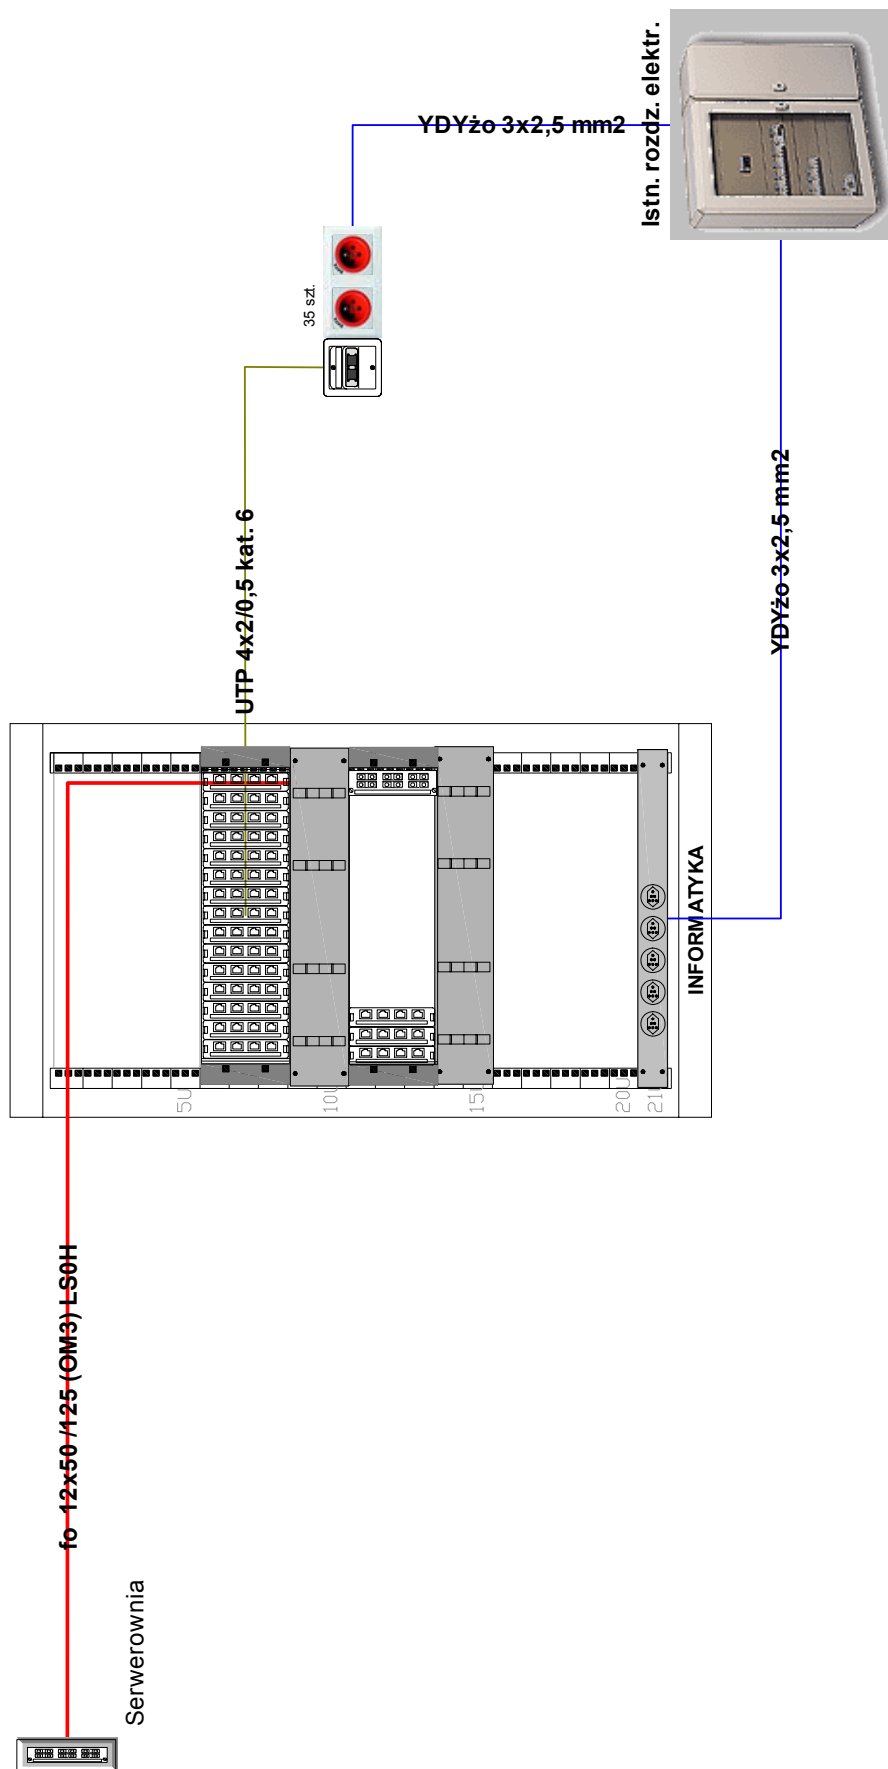 Istn. rozdz. elektr.
YDYżo 3x2,5 mm2
35 szt.
UTP 4x2/0,5 kat. 6
YDYżo 3x2,5 mm2
INFORMATYKA
5U
10U
15U
20U
21U
fo 12x50 /125 (OM3) LS0H
Serwerownia